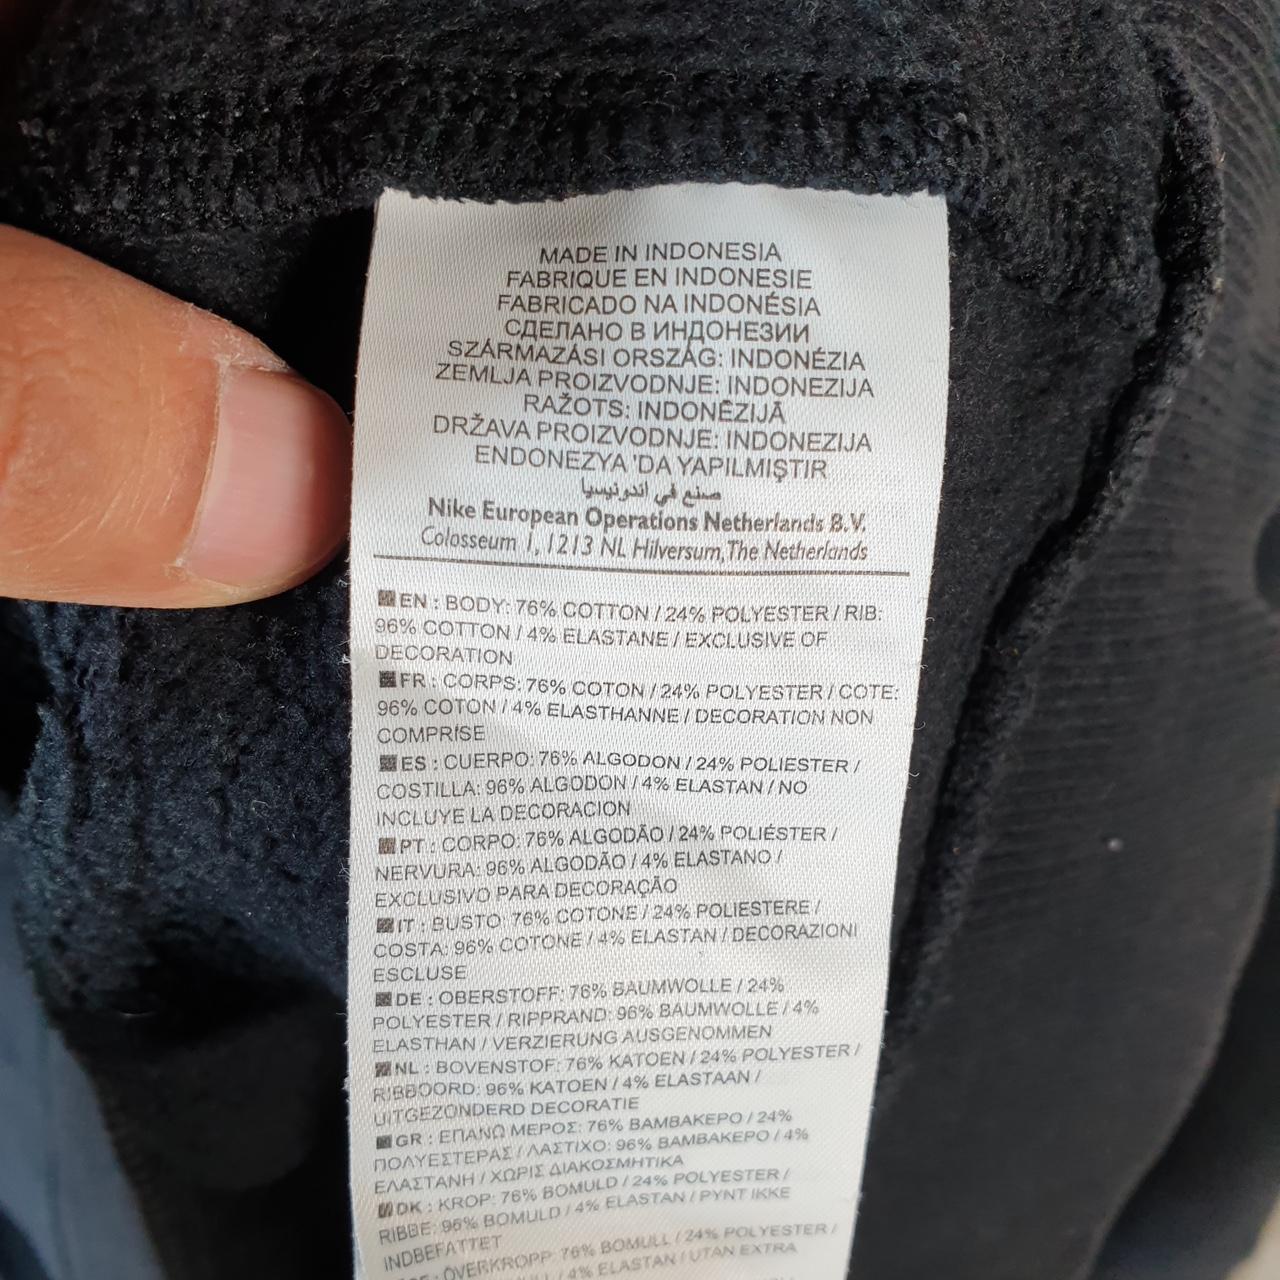 MADE IN INDONESIA
FABRIQUE EN INDONESIE
FABRICADO NA INDONÉSIA
СДЕЛАНО В ИНДОНЕЗИИ
SZÁRMAZÁSI ORSZÁG: INDONÉZIA
ZEMLJA PROIZVODNJE: INDONEZIJA
RAŽOTS: INDONĒZIJĀ
DRŽAVA PROIZVODNJE: INDONEZIJA
ENDONEZYA 'DA YAPILMIŞTIR
صنع في اندونيسيا
Nike European Operations Netherlands B.V.
Colosseum 1, 1213 NL Hilversum, The Netherlands
EN : BODY: 76% COTTON / 24% POLYESTER / RIB:
96% COTTON / 4% ELASTANE / EXCLUSIVE OF
DECORATION
FR : CORPS: 76% COTON / 24% POLYESTER / COTE:
96% COTON / 4% ELASTHANNE / DECORATION NON
COMPRISE
ES : CUERPO: 76% ALGODON / 24% POLIESTER /
COSTILLA: 96% ALGODON / 4% ELASTAN / NO
INCLUYE LA DECORACION
PT : CORPO: 76% ALGODÃO / 24% POLIÉSTER /
NERVURA: 96% ALGODÃO / 4% ELASTANO /
EXCLUSIVO PARA DECORAÇÃO
IT : BUSTO: 76% COTONE / 24% POLIESTERE /
COSTA: 96% COTONE / 4% ELASTAN / DECORAZIONI
ESCLUSE
DE : OBERSTOFF: 76% BAUMWOLLE / 24%
POLYESTER / RIPPRAND: 96% BAUMWOLLE / 4%
ELASTHAN / VERZIERUNG AUSGENOMMEN
NL : BOVENSTOF: 76% KATOEN / 24% POLYESTER /
RIBBOORD: 96% KATOEN / 4% ELASTAAN /
UITGEZONDERD DECORATIE
GR : ΕΠΑΝΩ ΜΕΡΟΣ: 76% ΒΑΜΒΑΚΕΡΟ / 24%
ΠΟΛΥΕΣΤΕΡΑΣ / ΛΑΣΤΙΧΟ: 96% ΒΑΜΒΑΚΕΡΟ / 4%
ΕΛΑΣΤΑΝΗ / ΧΩΡΙΣ ΔΙΑΚΟΣΜΗΤΙΚΑ
DK : KROP: 76% BOMULD / 24% POLYESTER /
RIBBE: 96% BOMULD / 4% ELASTAN / PYNT IKKE
INDBEFATTET
ÖVERKROPP: 76% BOMULL / 24% POLYESTER /
/ 4% ELASTAN / UTAN EXTRA